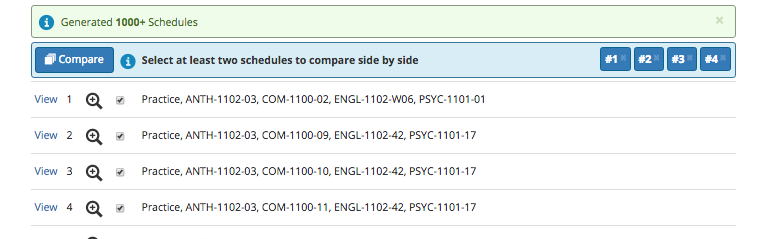 Generated 1000+ Schedules
Compare Select at least two schedules to compare side by side #1 #2 #3 #4
View 1 Practice, ANTH-1102-03, COM-1100-02, ENGL-1102-W06, PSYC-1101-01
View 2 Practice, ANTH-1102-03, COM-1100-09, ENGL-1102-42, PSYC-1101-17
View 3 Practice, ANTH-1102-03, COM-1100-10, ENGL-1102-42, PSYC-1101-17
View 4 Practice, ANTH-1102-03, COM-1100-11, ENGL-1102-42, PSYC-1101-17